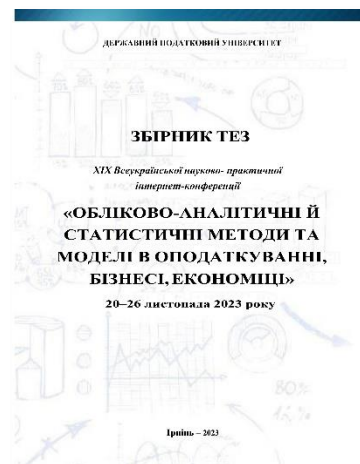 ДЕРЖАВНИЙ ПОДАТКОВИЙ УНІВЕРСИТЕТ
ЗБІРНИК ТЕЗ
XIX Всеукраїнської науково- практичної
інтернет-конференції
«ОБЛІКОВО-АНАЛІТИЧНІ Й
СТАТИСТИЧНІ МЕТОДИ ТА
МОДЕЛІ В ОПОДАТКУВАННІ,
БІЗНЕСІ, ЕКОНОМІЦІ»
20–26 листопада 2023 року
80%
Ірпінь – 2023